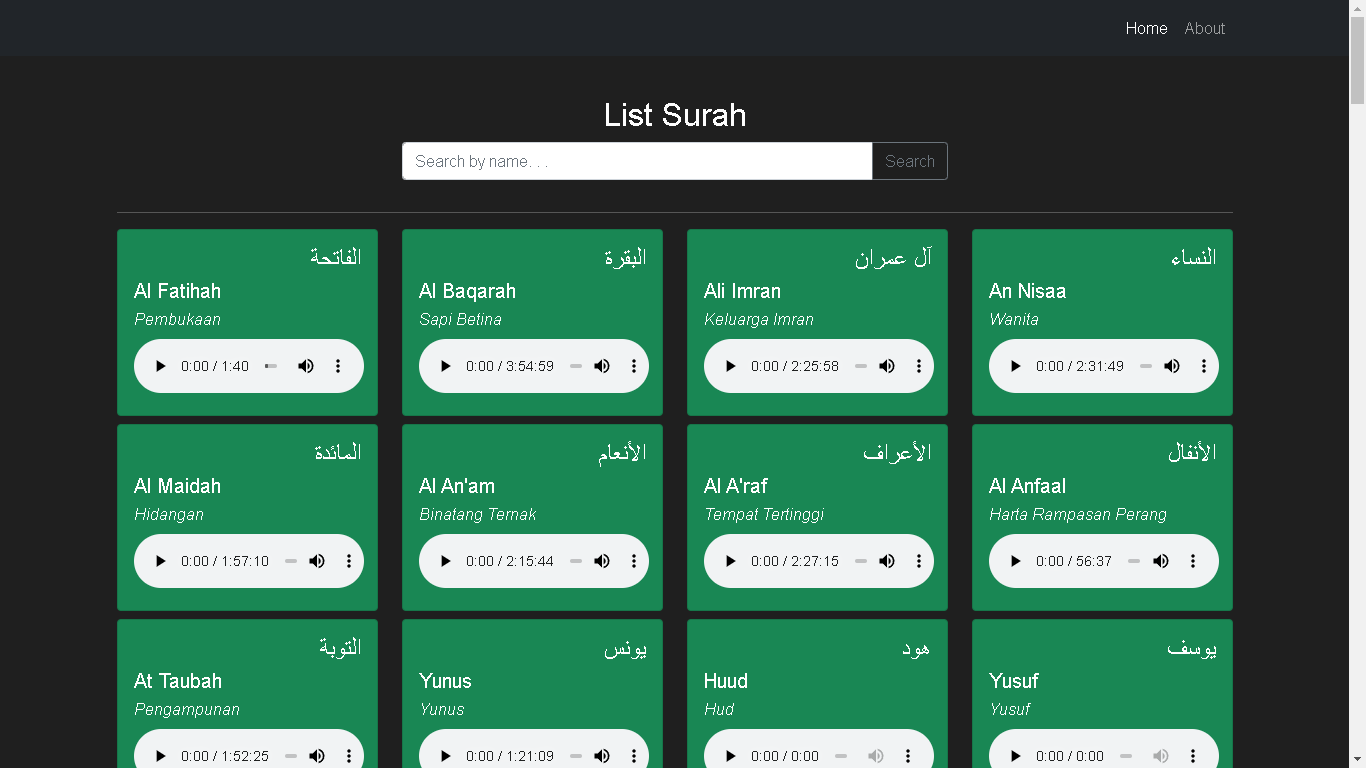 Home About
List Surah
Search by name. . .
Search
الفاتحة
Al Fatihah
Pembukaan
0:00 / 1:40
البقرة
Al Baqarah
Sapi Betina
0:00 / 3:54:59
آل عمران
Ali Imran
Keluarga Imran
0:00 / 2:25:58
النساء
An Nisaa
Wanita
0:00 / 2:31:49
المائدة
Al Maidah
Hidangan
0:00 / 1:57:10
الأنعام
Al An'am
Binatang Ternak
0:00 / 2:15:44
الأعراف
Al A'raf
Tempat Tertinggi
0:00 / 2:27:15
الأنفال
Al Anfaal
Harta Rampasan Perang
0:00 / 56:37
التوبة
At Taubah
Pengampunan
0:00 / 1:52:25
يونس
Yunus
Yunus
0:00 / 1:21:09
هود
Huud
Hud
0:00 / 0:00
يوسف
Yusuf
Yusuf
0:00 / 0:00